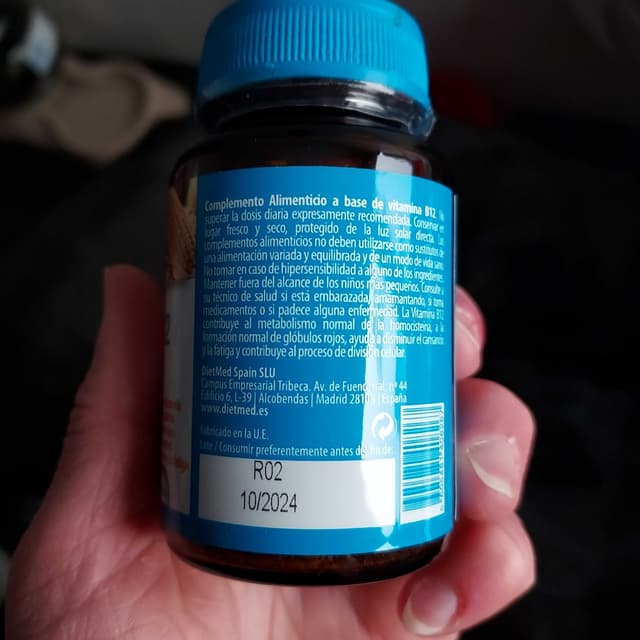 Complemento Alimenticio a base de vitamina B12. No
superar la dosis diaria expresamente recomendada. Conservar en
lugar fresco y seco, protegido de la luz solar directa. Los
complementos alimenticios no deben utilizarse como sustitutos de
una alimentación variada y equilibrada y de un modo de vida sano.
No tomar en caso de hipersensibilidad a alguno de los ingredientes.
Mantener fuera del alcance de los niños más pequeños. Consulte a
su técnico de salud si está embarazada, amamantando, si toma
medicamentos o si padece alguna enfermedad. La Vitamina B12
contribuye al metabolismo normal de la homocisteína, a la
formación normal de glóbulos rojos, ayuda a disminuir el cansancio
y la fatiga y contribuye al proceso de división celular.
DietMed Spain SLU
Campus Empresarial Tribeca. Av. de Fuencarral, nº 44
Edificio 6, L-39 | Alcobendas | Madrid 28108 | España
www.dietmed.es
Fabricado en la U.E.
Lote / Consumir preferentemente antes del fin de
R02
10/2024